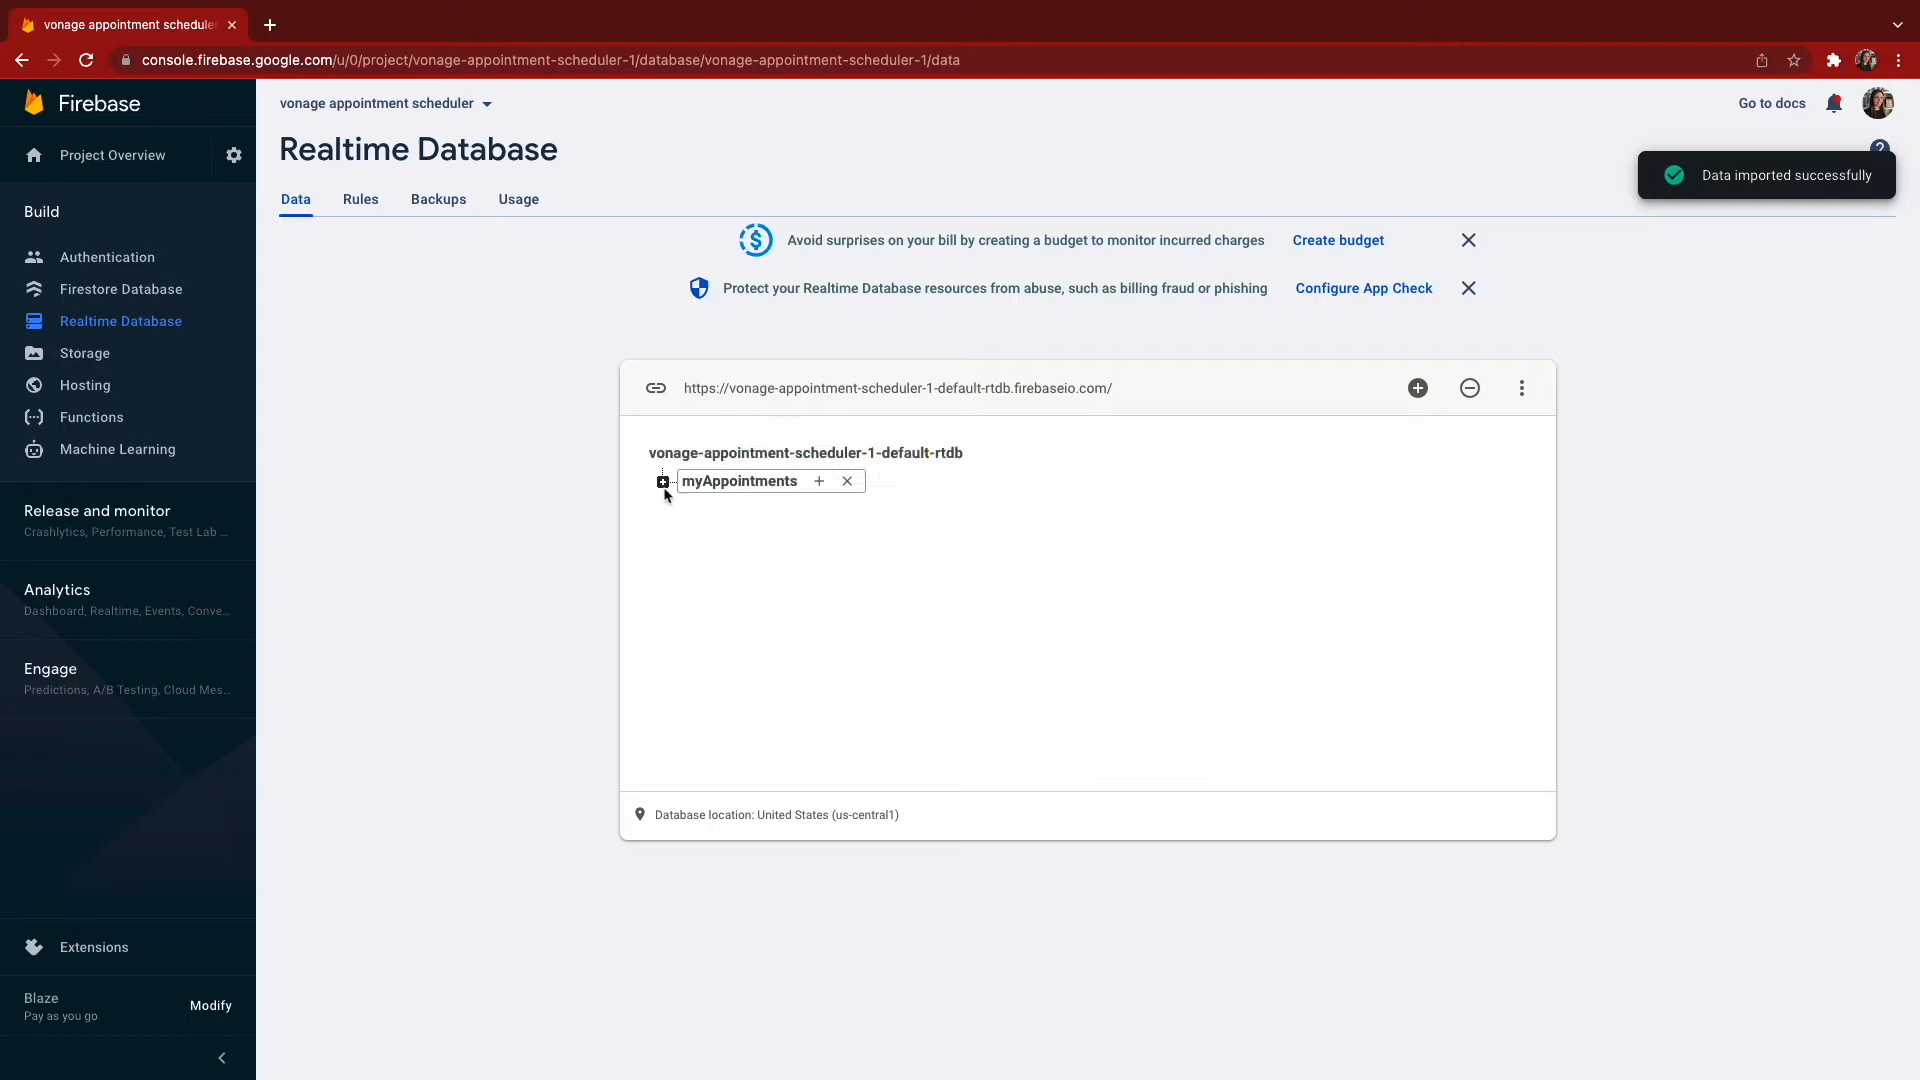 vonage appointment schedule
console.firebase.google.com/u/0/project/vonage-appointment-scheduler-1/database/vonage-appointment-scheduler-1/data
Firebase
vonage appointment scheduler
Go to docs
Project Overview
Realtime Database
?
Data imported successfully
Data
Rules
Backups
Usage
Build
Avoid surprises on your bill by creating a budget to monitor incurred charges
Create budget
Authentication
Firestore Database
Protect your Realtime Database resources from abuse, such as billing fraud or phishing
Configure App Check
Realtime Database
Storage
Hosting
Functions
Machine Learning
https://vonage-appointment-scheduler-1-default-rtdb.firebaseio.com/
vonage-appointment-scheduler-1-default-rtdb
myAppointments
Release and monitor
Crashlytics, Performance, Test Lab ...
Analytics
Dashboard, Realtime, Events, Conve...
Engage
Predictions, A/B Testing, Cloud Mes...
Database location: United States (us-central1)
Extensions
Blaze
Pay as you go
Modify